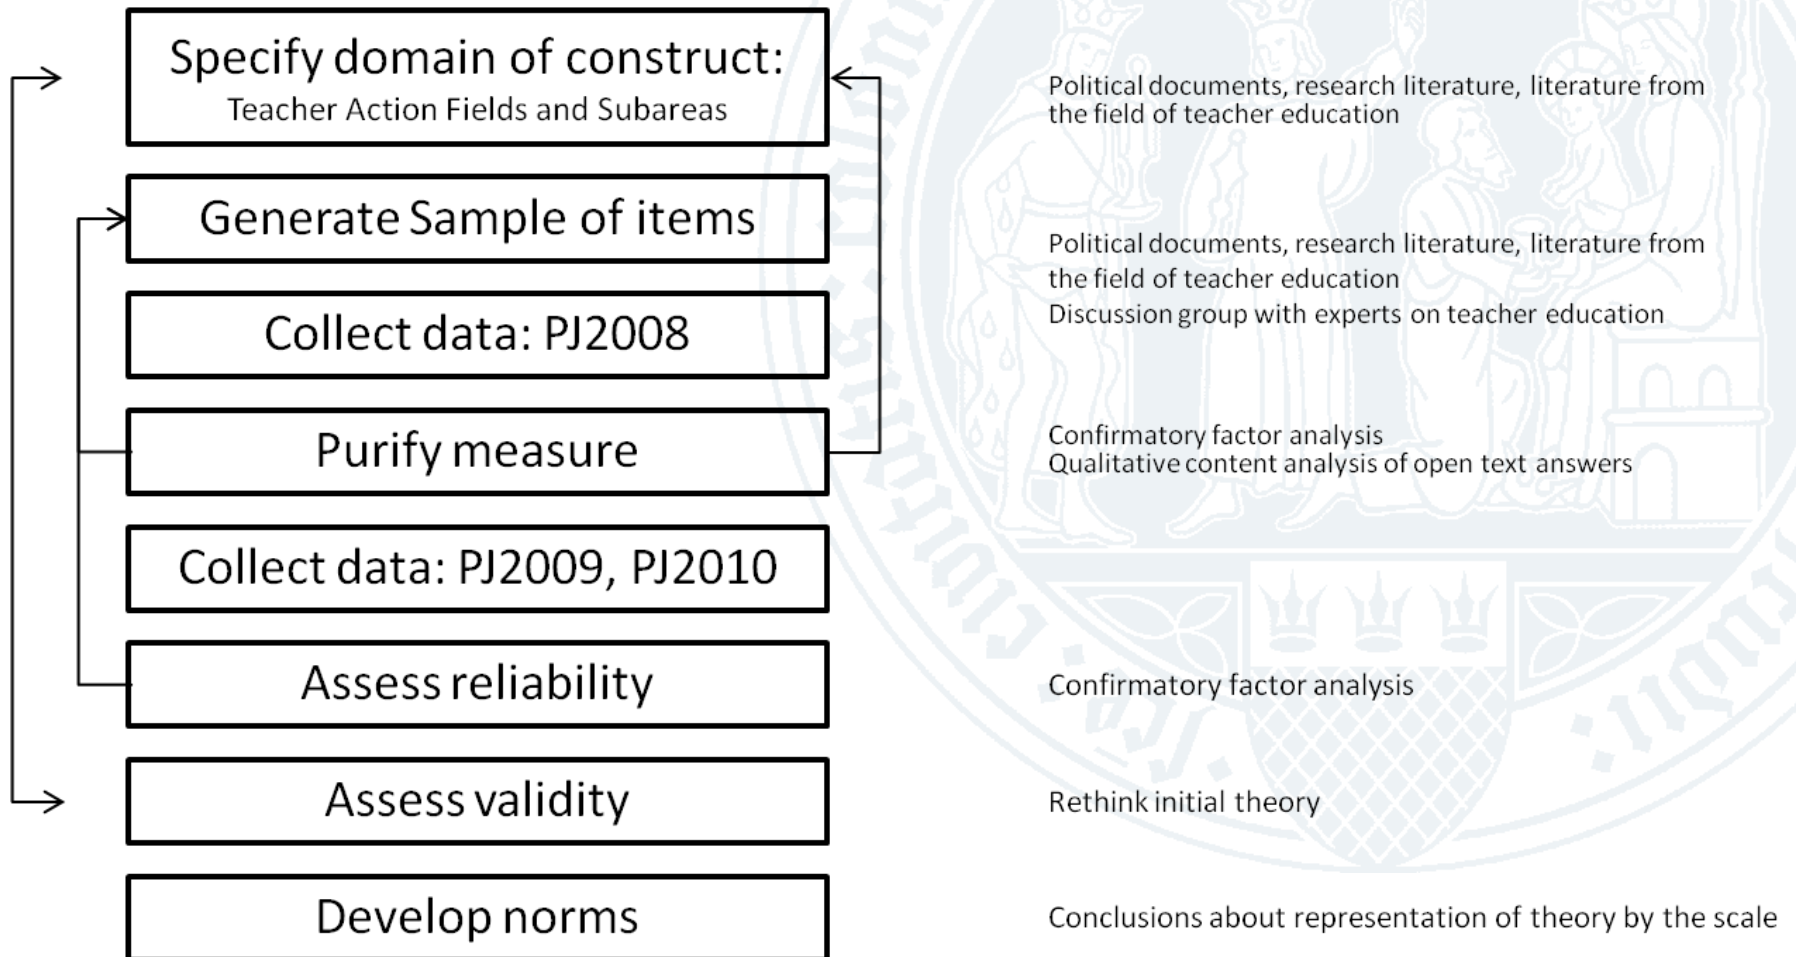 Specify domain of construct:
Teacher Action Fields and Subareas
Political documents, research literature, literature from
the field of teacher education
Generate Sample of items
Political documents, research literature, literature from
the field of teacher education
Discussion group with experts on teacher education
Collect data: PJ2008
Purify measure
Confirmatory factor analysis
Qualitative content analysis of open text answers
Collect data: PJ2009, PJ2010
Assess reliability
Confirmatory factor analysis
Assess validity
Rethink initial theory
Develop norms
Conclusions about representation of theory by the scale